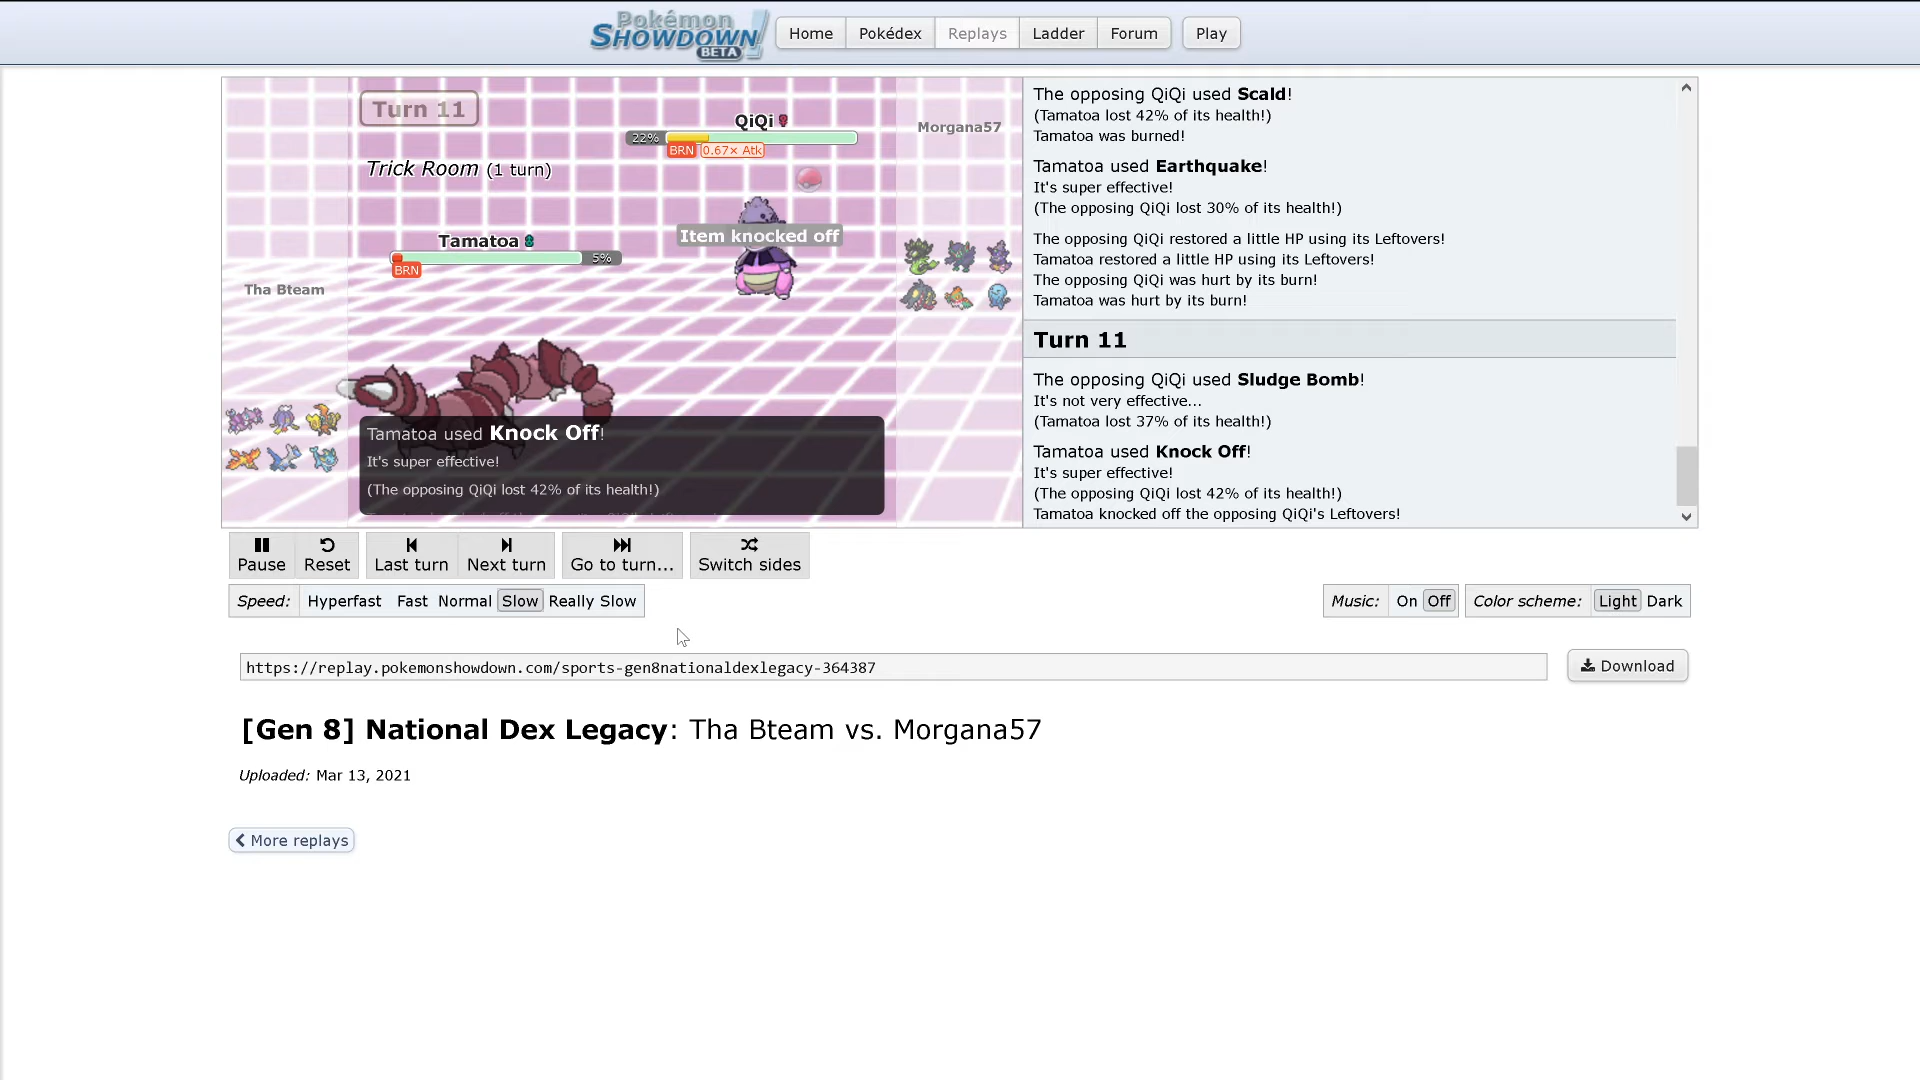 Pokémon
SHOWDOWN!
BETA
Home
Pokédex
Replays
Ladder
Forum
Play
Turn 11
QiQi
22%
BRN
0.67× Atk
Morgana57
Trick Room (1 turn)
Item knocked off
Tamatoa
5%
BRN
Tha Bteam
Tamatoa used Knock Off!
It's super effective!
(The opposing QiQi lost 42% of its health!)
The opposing QiQi used Scald!
(Tamatoa lost 42% of its health!)
Tamatoa was burned!
Tamatoa used Earthquake!
It's super effective!
(The opposing QiQi lost 30% of its health!)
The opposing QiQi restored a little HP using its Leftovers!
Tamatoa restored a little HP using its Leftovers!
The opposing QiQi was hurt by its burn!
Tamatoa was hurt by its burn!
Turn 11
The opposing QiQi used Sludge Bomb!
It's not very effective...
(Tamatoa lost 37% of its health!)
Tamatoa used Knock Off!
It's super effective!
(The opposing QiQi lost 42% of its health!)
Tamatoa knocked off the opposing QiQi's Leftovers!
Pause
Reset
Last turn
Next turn
Go to turn...
Switch sides
Speed: Hyperfast Fast Normal Slow Really Slow
Music: On Off
Color scheme: Light Dark
https://replay.pokemonshowdown.com/sports-gen8nationaldexlegacy-364387
Download
[Gen 8] National Dex Legacy: Tha Bteam vs. Morgana57
Uploaded: Mar 13, 2021
More replays